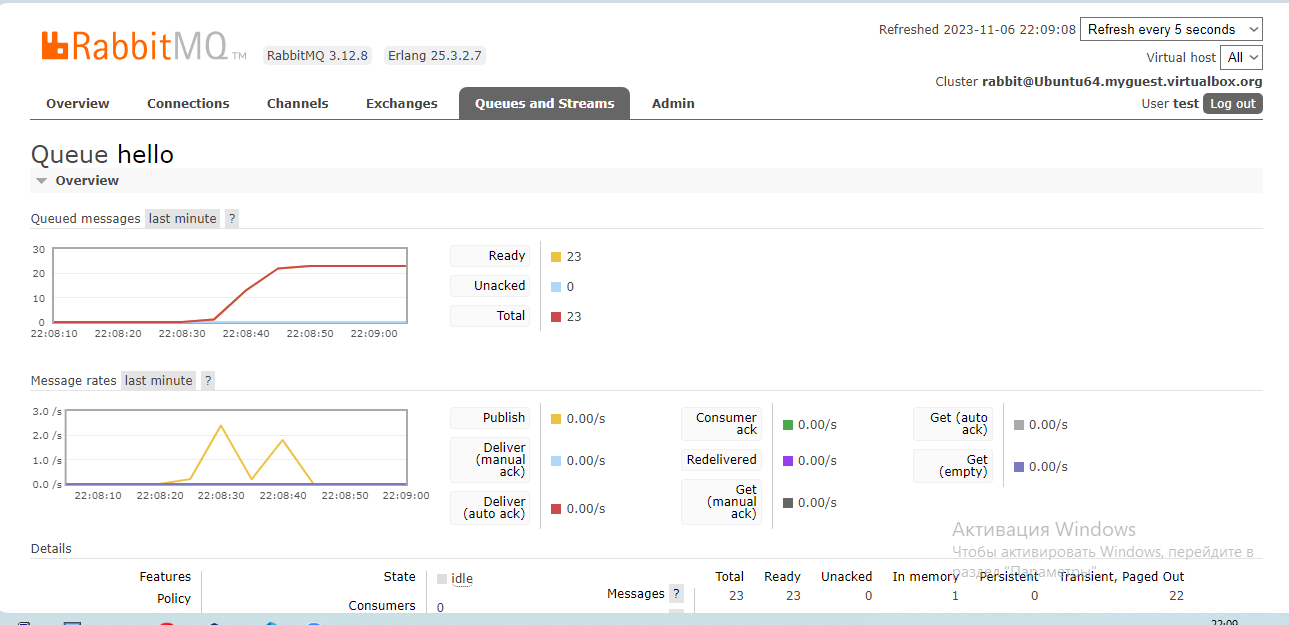 Refreshed 2023-11-06 22:09:08 Refresh every 5 seconds
RabbitMQ TM RabbitMQ 3.12.8 Erlang 25.3.2.7
Virtual host All
Cluster rabbit@Ubuntu64.myguest.virtualbox.org
User test Log out
Overview Connections Channels Exchanges Queues and Streams Admin
Queue hello
Overview
Queued messages last minute ?
30
20
10
0
22:08:10 22:08:20 22:08:30 22:08:40 22:08:50 22:09:00
Ready 23
Unacked 0
Total 23
Message rates last minute ?
3.0 /s
2.0 /s
1.0 /s
0.0 /s
22:08:10 22:08:20 22:08:30 22:08:40 22:08:50 22:09:00
Publish 0.00/s
Deliver
(manual
ack)
0.00/s
Deliver
(auto ack)
0.00/s
Consumer
ack
0.00/s
Redelivered 0.00/s
Get
(manual
ack)
0.00/s
Get (auto
ack)
0.00/s
Get
(empty)
0.00/s
Активация Windows
Чтобы активировать Windows, перейдите в
раздел "Параметры".
Details
Features
Policy
State idle
Consumers 0
Total Ready Unacked In memory Persistent Transient, Paged Out
Messages ? 23 23 0 1 0 22
22:09